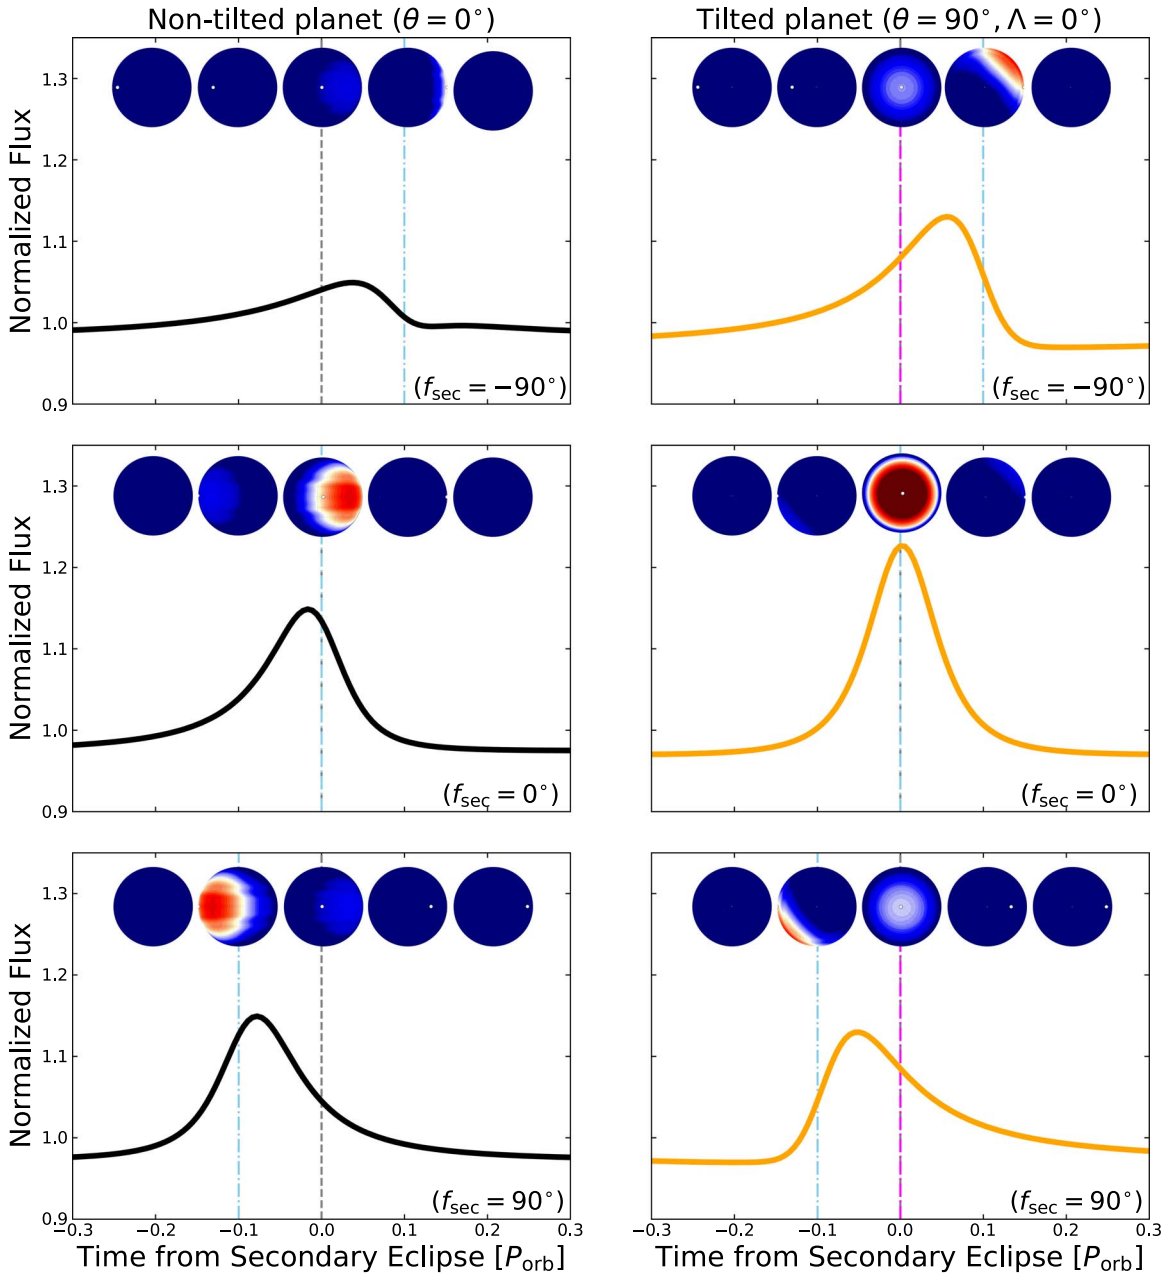 Non-tilted planet (θ = 0°)
Tilted planet (θ = 90°, Λ = 0°)
Normalized Flux
1.3
1.2
1.1
1.0
0.9
(f_sec = −90°)
(f_sec = −90°)
Normalized Flux
1.3
1.2
1.1
1.0
0.9
(f_sec = 0°)
(f_sec = 0°)
Normalized Flux
1.3
1.2
1.1
1.0
0.9
(f_sec = 90°)
(f_sec = 90°)
−0.3 −0.2 −0.1 0.0 0.1 0.2 0.3
−0.3 −0.2 −0.1 0.0 0.1 0.2 0.3
Time from Secondary Eclipse [P_orb]
Time from Secondary Eclipse [P_orb]